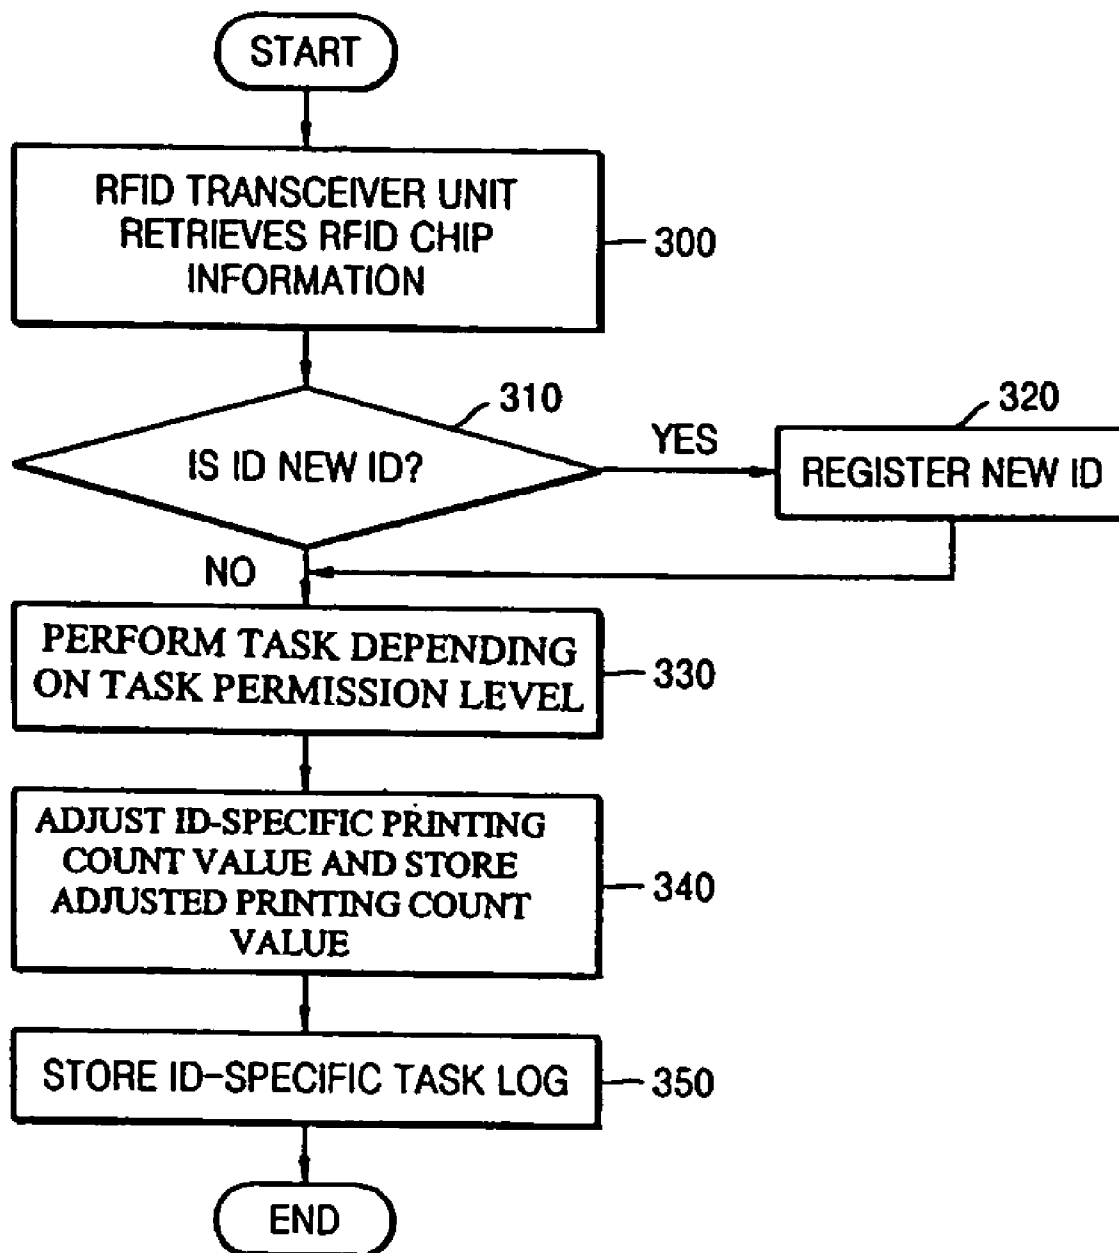 START
RFID TRANSCEIVER UNIT
RETRIEVES RFID CHIP
INFORMATION
300
310
IS ID NEW ID?
YES
320
REGISTER NEW ID
NO
PERFORM TASK DEPENDING
ON TASK PERMISSION LEVEL
330
ADJUST ID-SPECIFIC PRINTING
COUNT VALUE AND STORE
ADJUSTED PRINTING COUNT
VALUE
340
STORE ID-SPECIFIC TASK LOG
350
END